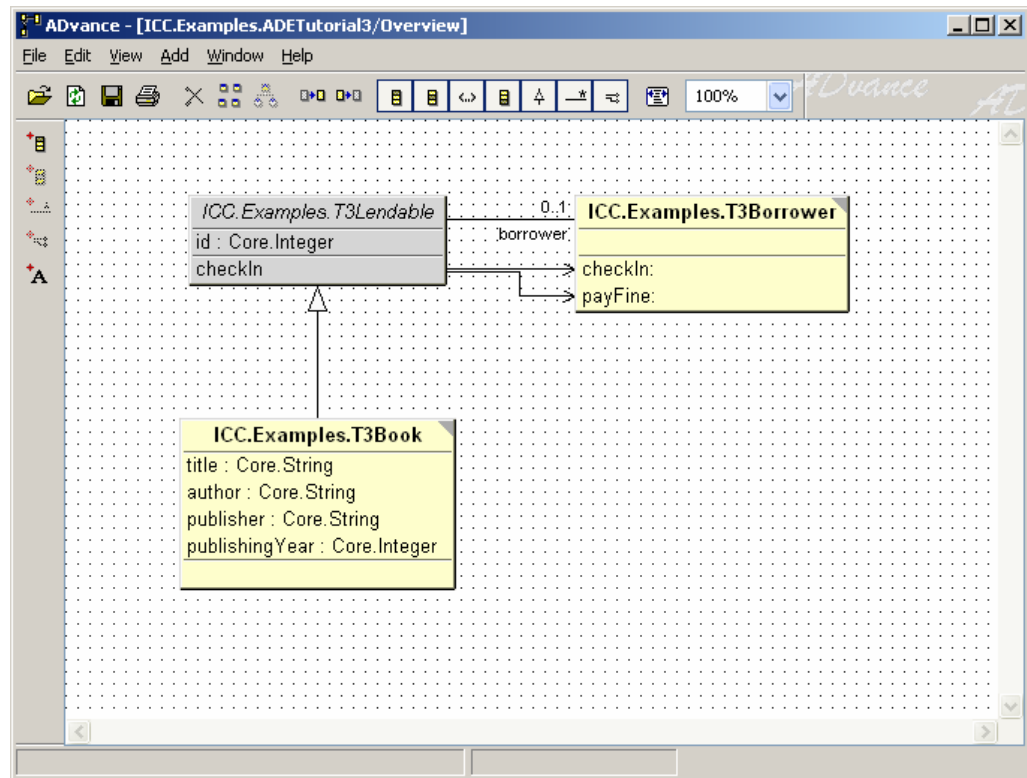 ADvance - [ICC.Examples.ADETutorial3/Overview]
File Edit View Add Window Help
100%
ADvance
ICC.Examples.T3Lendable
id : Core.Integer
checkIn
0..1
borrower
ICC.Examples.T3Borrower
checkIn:
payFine:
ICC.Examples.T3Book
title : Core.String
author : Core.String
publisher : Core.String
publishingYear : Core.Integer